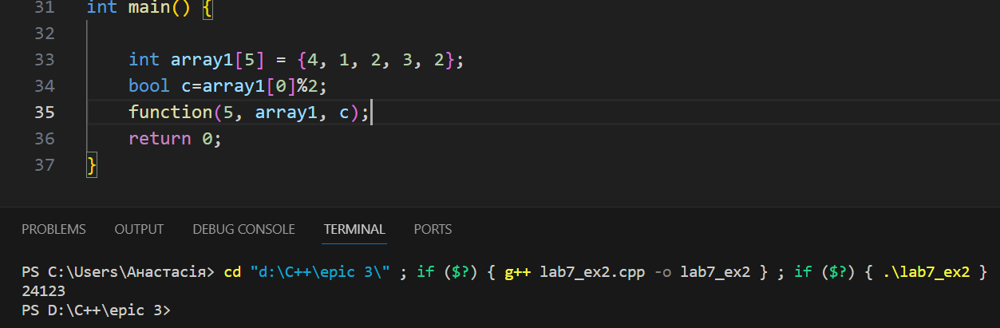 31 int main() {
32
33 int array1[5] = {4, 1, 2, 3, 2};
34 bool c=array1[0]%2;
35 function(5, array1, c);
36 return 0;
37 }
PROBLEMS OUTPUT DEBUG CONSOLE TERMINAL PORTS
PS C:\Users\Анастасія> cd "d:\C++\epic 3\" ; if ($?) { g++ lab7_ex2.cpp -o lab7_ex2 } ; if ($?) { .\lab7_ex2 }
24123
PS D:\C++\epic 3>